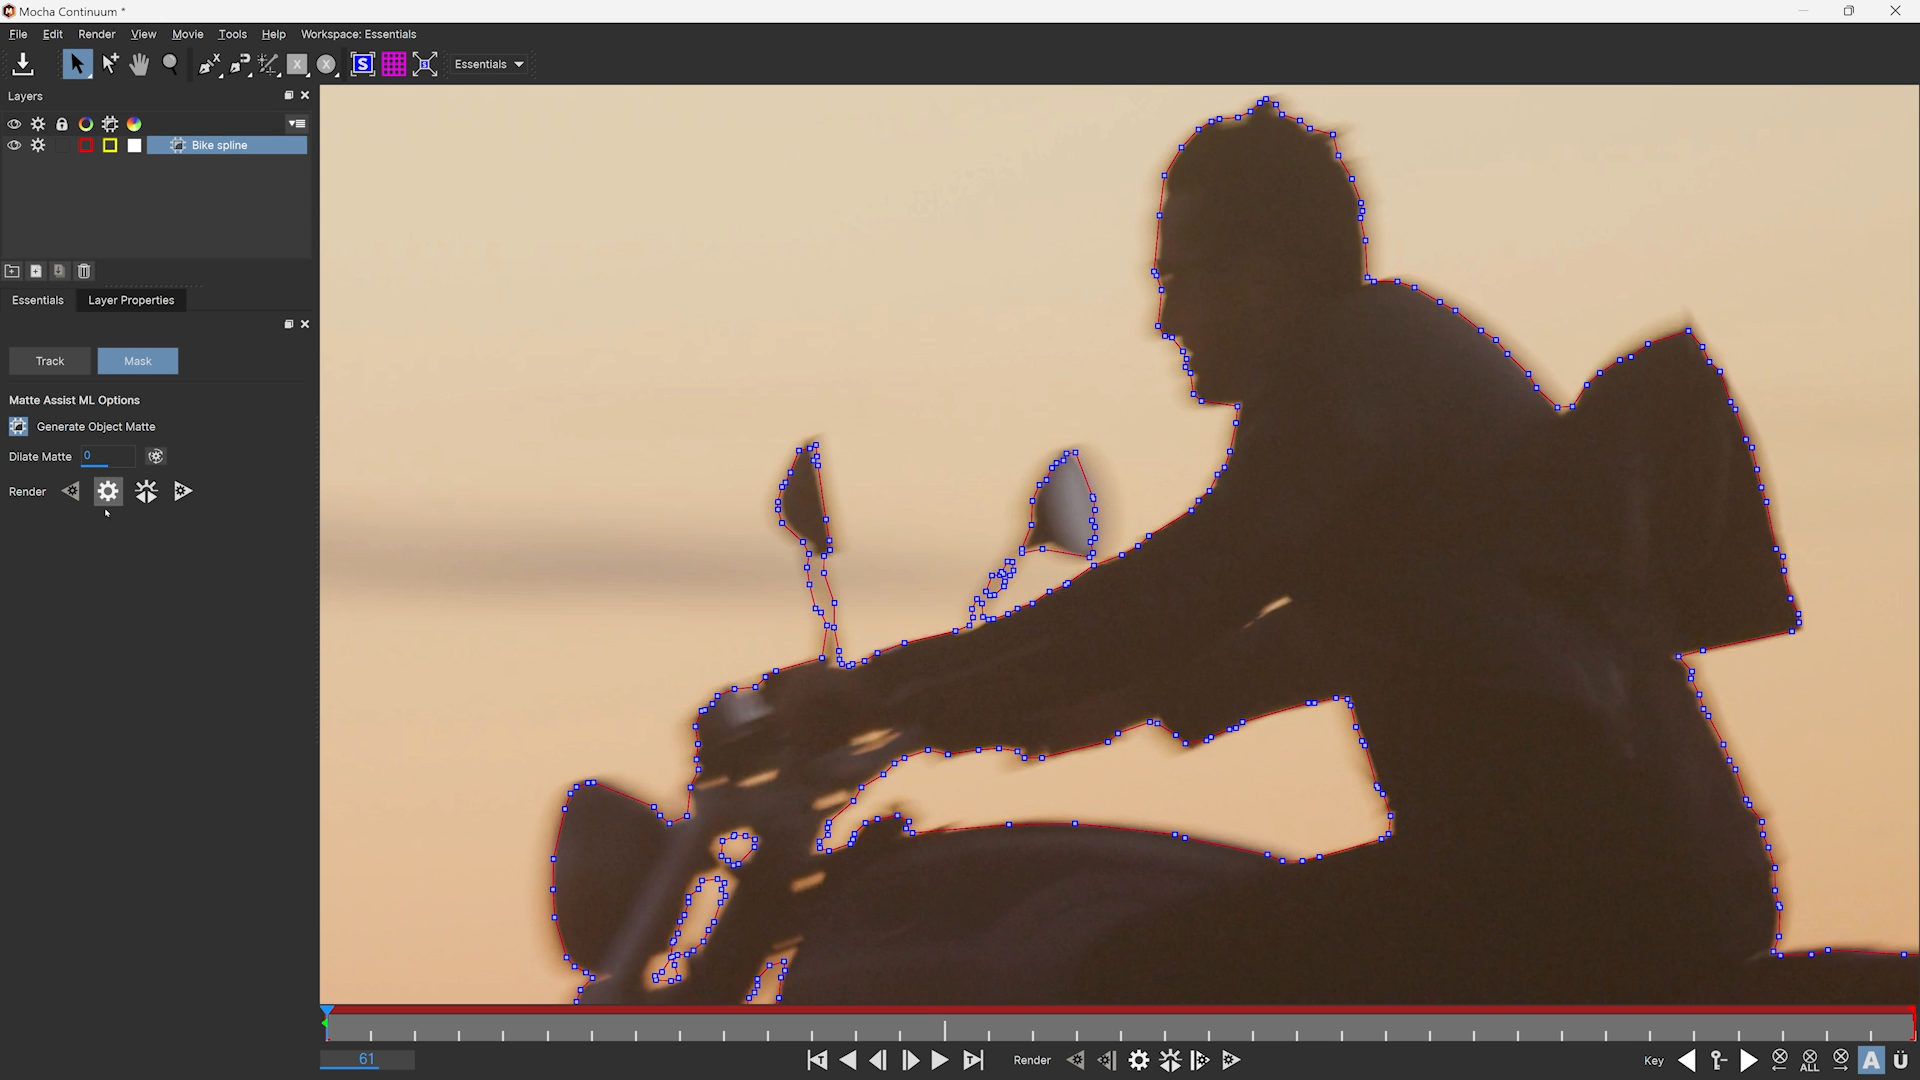 Mocha Continuum *
File Edit Render View Movie Tools Help Workspace: Essentials
Essentials
Layers
Bike spline
Essentials Layer Properties
Track Mask
Matte Assist ML Options
Generate Object Matte
Dilate Matte 0
Render
61 Render Key ALL A Ü